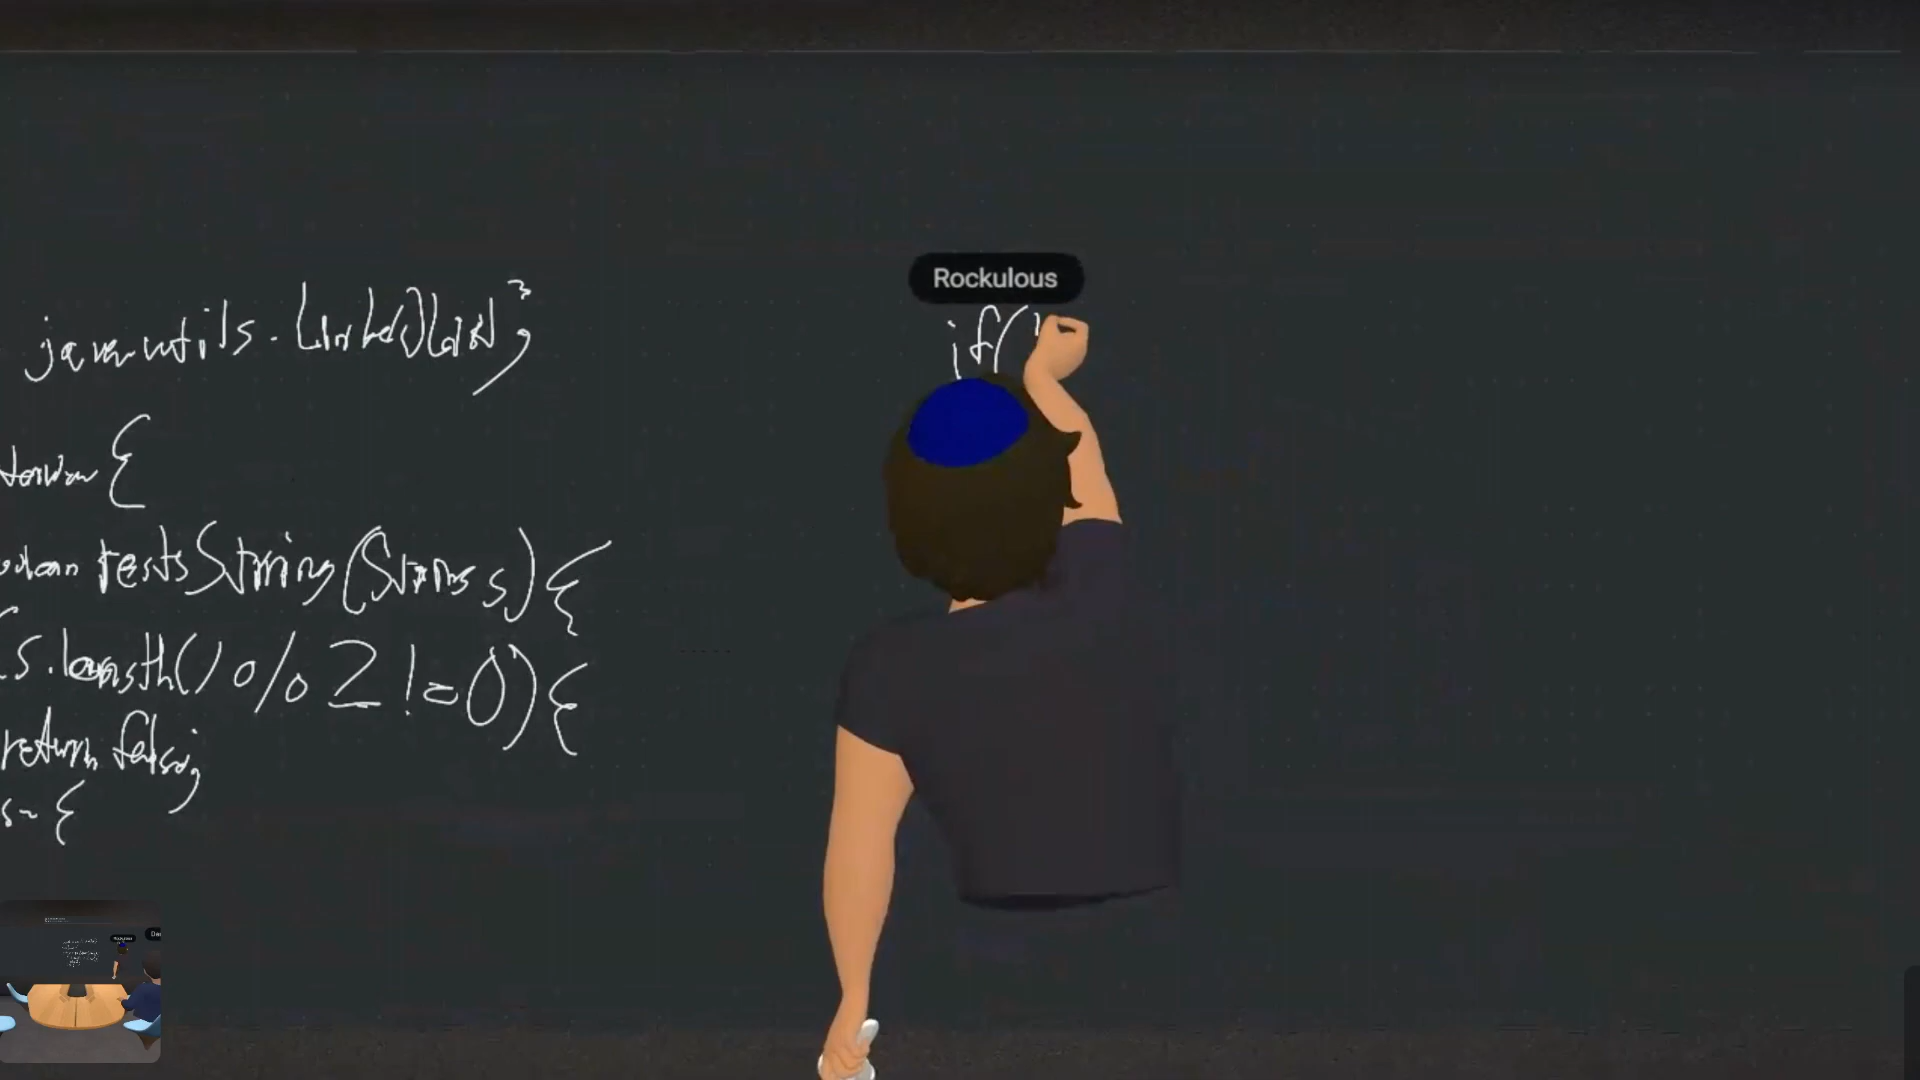 Rockulous
java.utils.LinkedList;
{
testsString(String s){
s.length()%2!=0){
return false;
{
if(